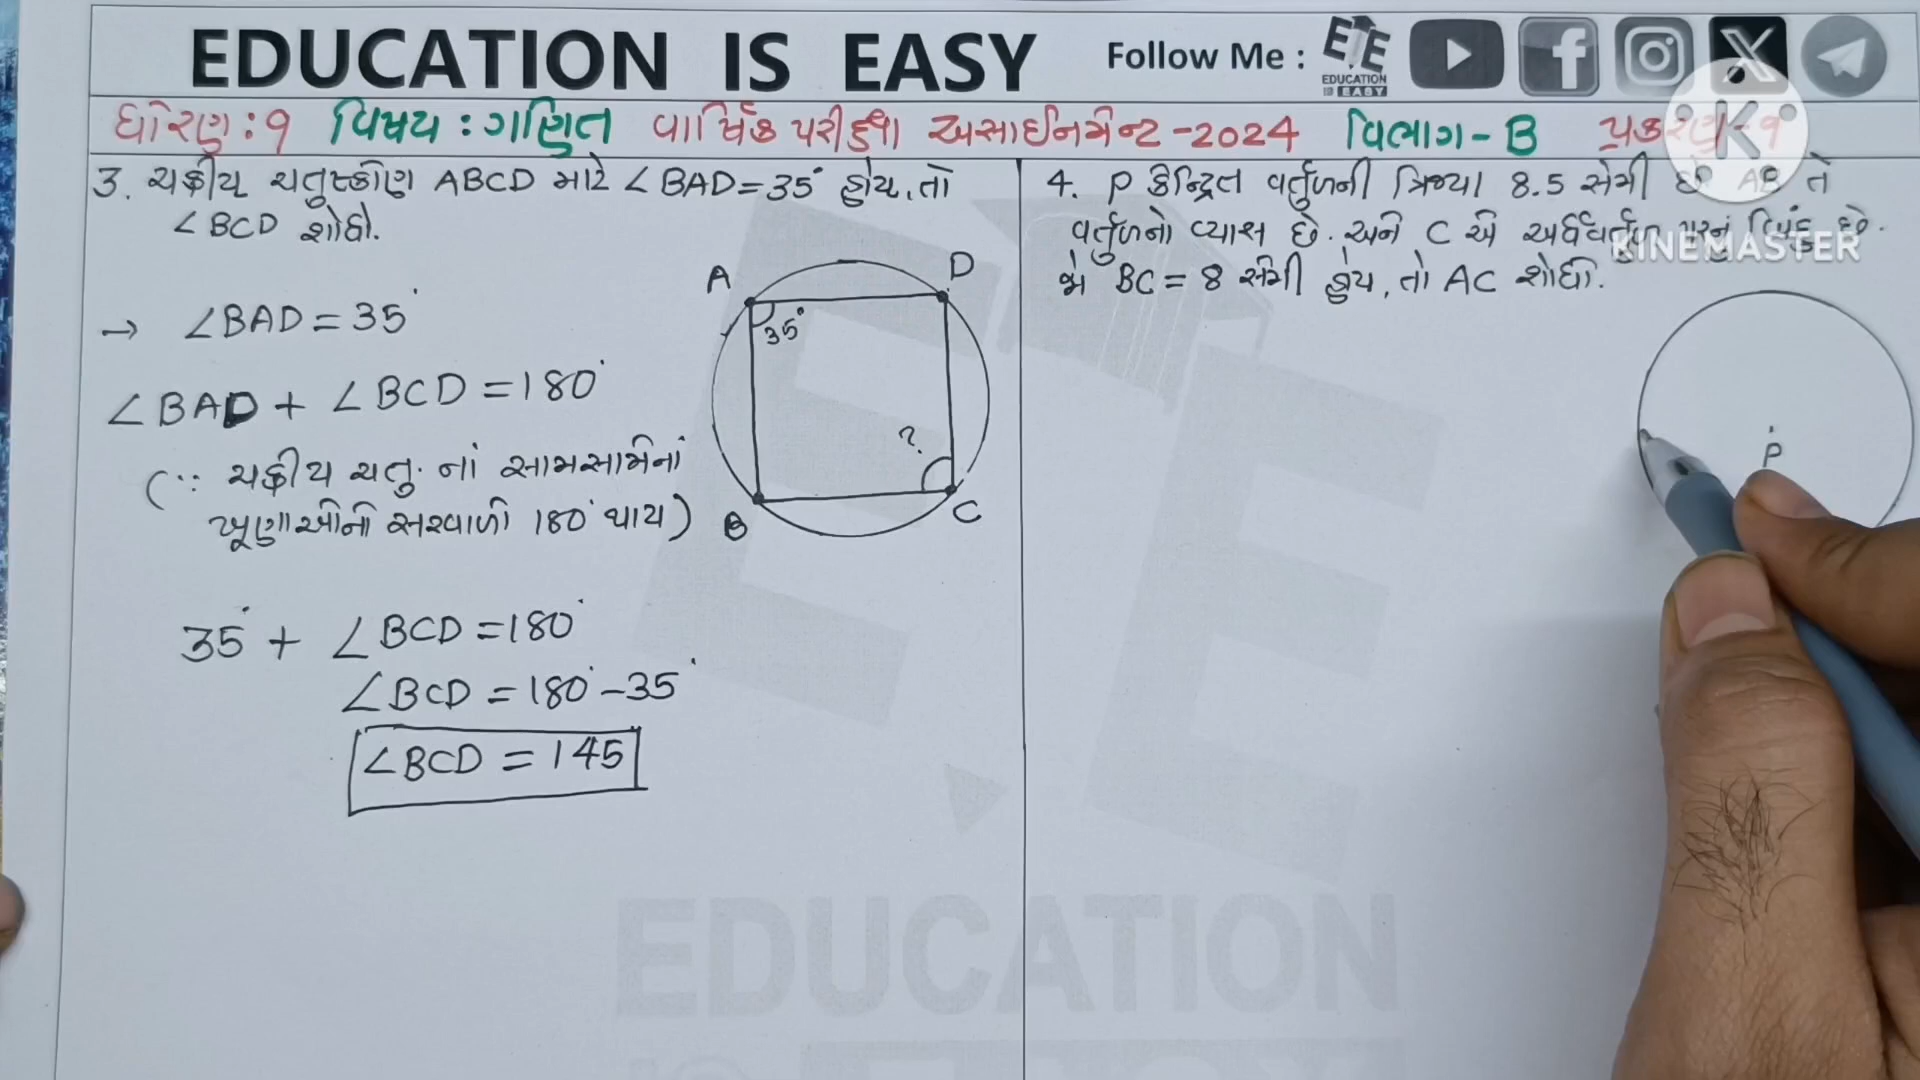 EDUCATION IS EASY Follow Me :
EDUCATION
IS EASY
ધોરણ : ૧ વિષય : ગણિત વાર્ષિક પરીક્ષા અસાઈનમેન્ટ -2024 વિભાગ - B
KINEMASTER
3. ચક્રીય ચતુષ્કોણ ABCD માટે ∠BAD = 35° હોય, તો
∠BCD શોધો.
→ ∠BAD = 35°
∠BAD + ∠BCD = 180°
(∵ ચક્રીય ચતુ. નાં સામસામેનાં
ખૂણાઓનો સરવાળો 180° થાય)
35° + ∠BCD = 180°
∠BCD = 180° - 35°
∠BCD = 145
A
D
35°
?
B
C
4. P કેન્દ્રિત વર્તુળની ત્રિજ્યા 8.5 સેમી છે AB તે
વર્તુળનો વ્યાસ છે. અને C એ અર્ધવર્તુળ પરનું બિંદુ છે.
જો BC = 8 સેમી હોય, તો AC શોધો.
P
EDUCATION